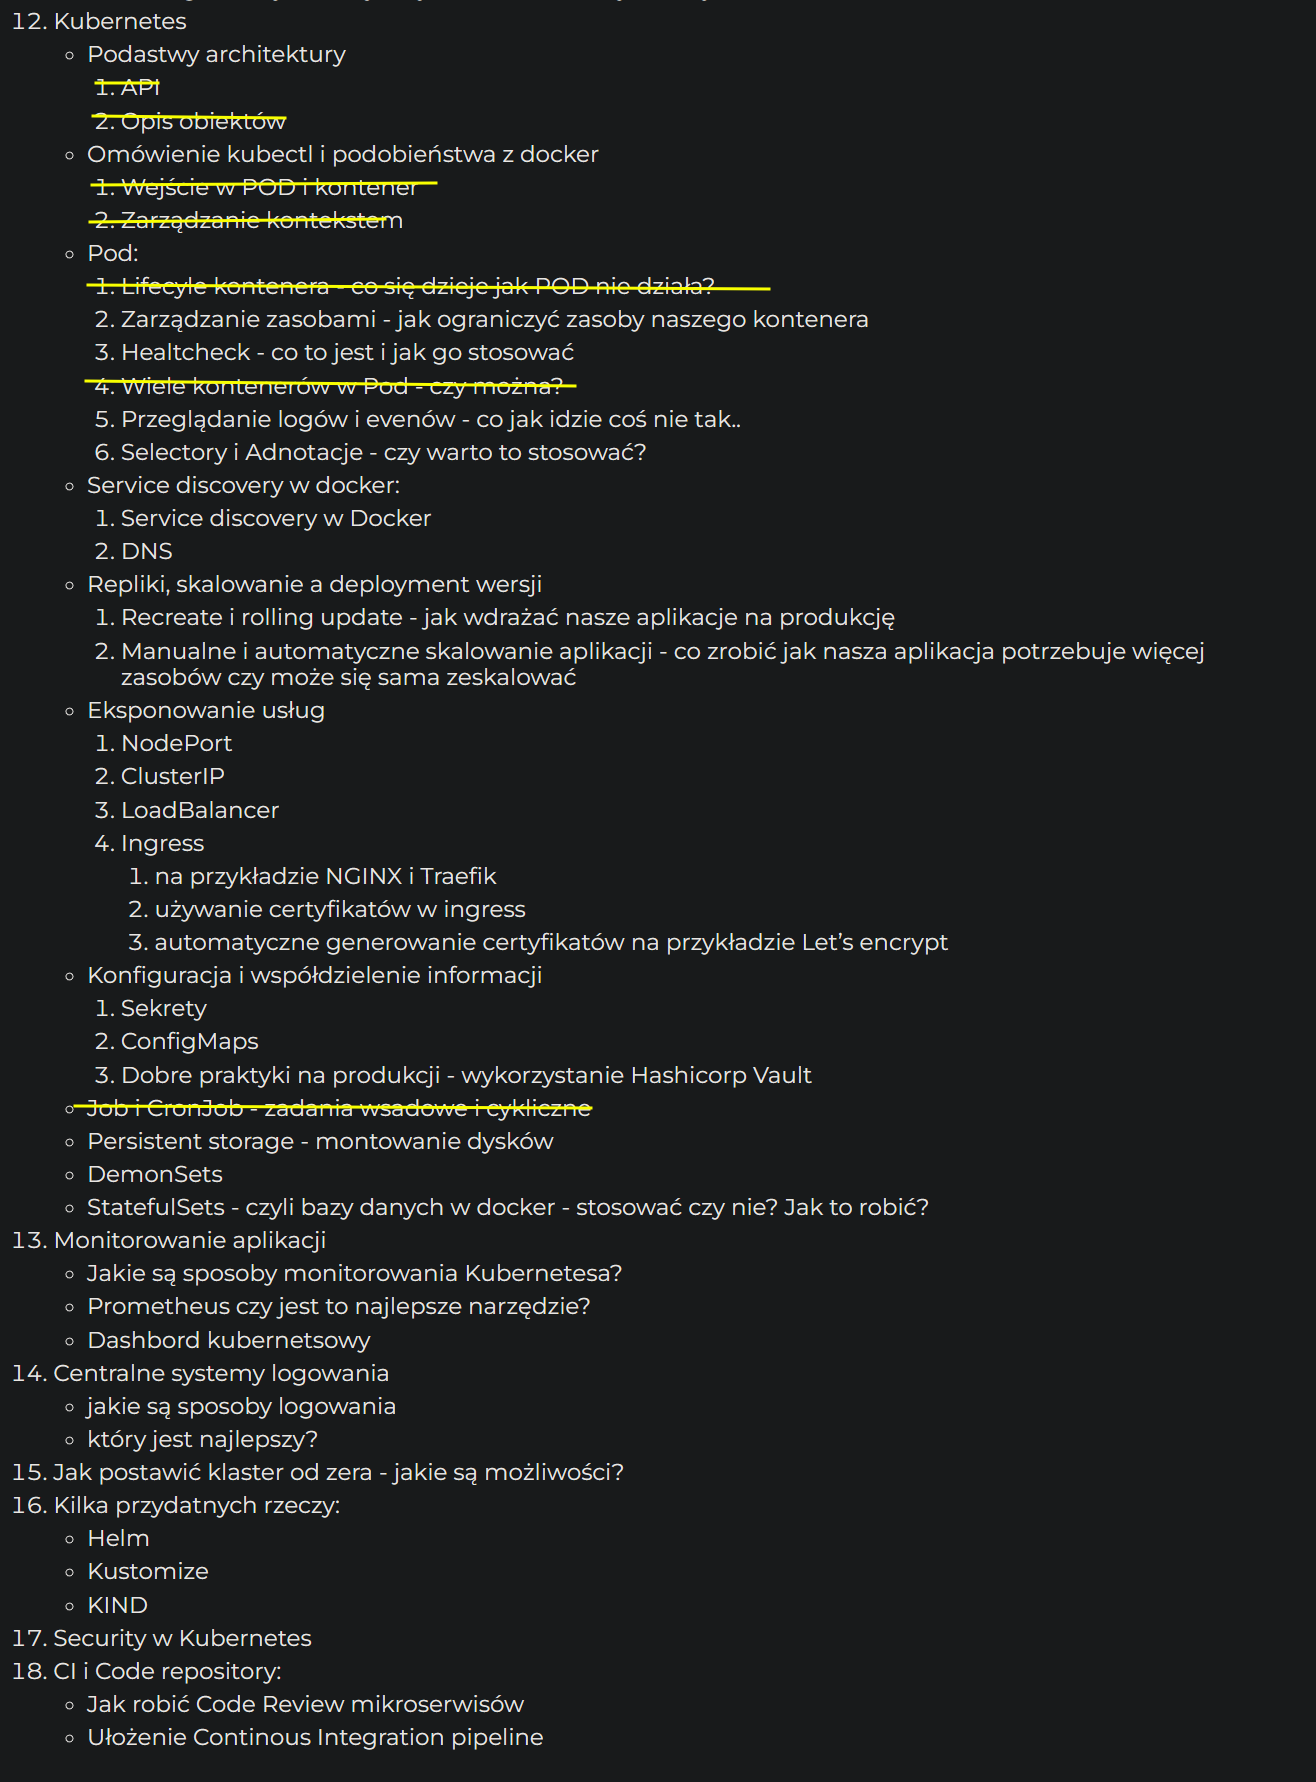 12. Kubernetes
Podastwy architektury
1. API
2. Opis obiektów
Omówienie kubectl i podobieństwa z docker
1. Wejście w POD i kontener
2. Zarządzanie kontekstem
Pod:
1. Lifecyle kontenera - co się dzieje jak POD nie działa?
2. Zarządzanie zasobami - jak ograniczyć zasoby naszego kontenera
3. Healtcheck - co to jest i jak go stosować
4. Wiele kontenerów w Pod - czy można?
5. Przeglądanie logów i evenów - co jak idzie coś nie tak..
6. Selectory i Adnotacje - czy warto to stosować?
Service discovery w docker:
1. Service discovery w Docker
2. DNS
Repliki, skalowanie a deployment wersji
1. Recreate i rolling update - jak wdrażać nasze aplikacje na produkcję
2. Manualne i automatyczne skalowanie aplikacji - co zrobić jak nasza aplikacja potrzebuje więcej
zasobów czy może się sama zeskalować
Eksponowanie usług
1. NodePort
2. ClusterIP
3. LoadBalancer
4. Ingress
1. na przykładzie NGINX i Traefik
2. używanie certyfikatów w ingress
3. automatyczne generowanie certyfikatów na przykładzie Let’s encrypt
Konfiguracja i współdzielenie informacji
1. Sekrety
2. ConfigMaps
3. Dobre praktyki na produkcji - wykorzystanie Hashicorp Vault
Job i CronJob - zadania wsadowe i cykliczne
Persistent storage - montowanie dysków
DemonSets
StatefulSets - czyli bazy danych w docker - stosować czy nie? Jak to robić?
13. Monitorowanie aplikacji
Jakie są sposoby monitorowania Kubernetesa?
Prometheus czy jest to najlepsze narzędzie?
Dashbord kubernetsowy
14. Centralne systemy logowania
jakie są sposoby logowania
który jest najlepszy?
15. Jak postawić klaster od zera - jakie są możliwości?
16. Kilka przydatnych rzeczy:
Helm
Kustomize
KIND
17. Security w Kubernetes
18. CI i Code repository:
Jak robić Code Review mikroserwisów
Ułożenie Continous Integration pipeline